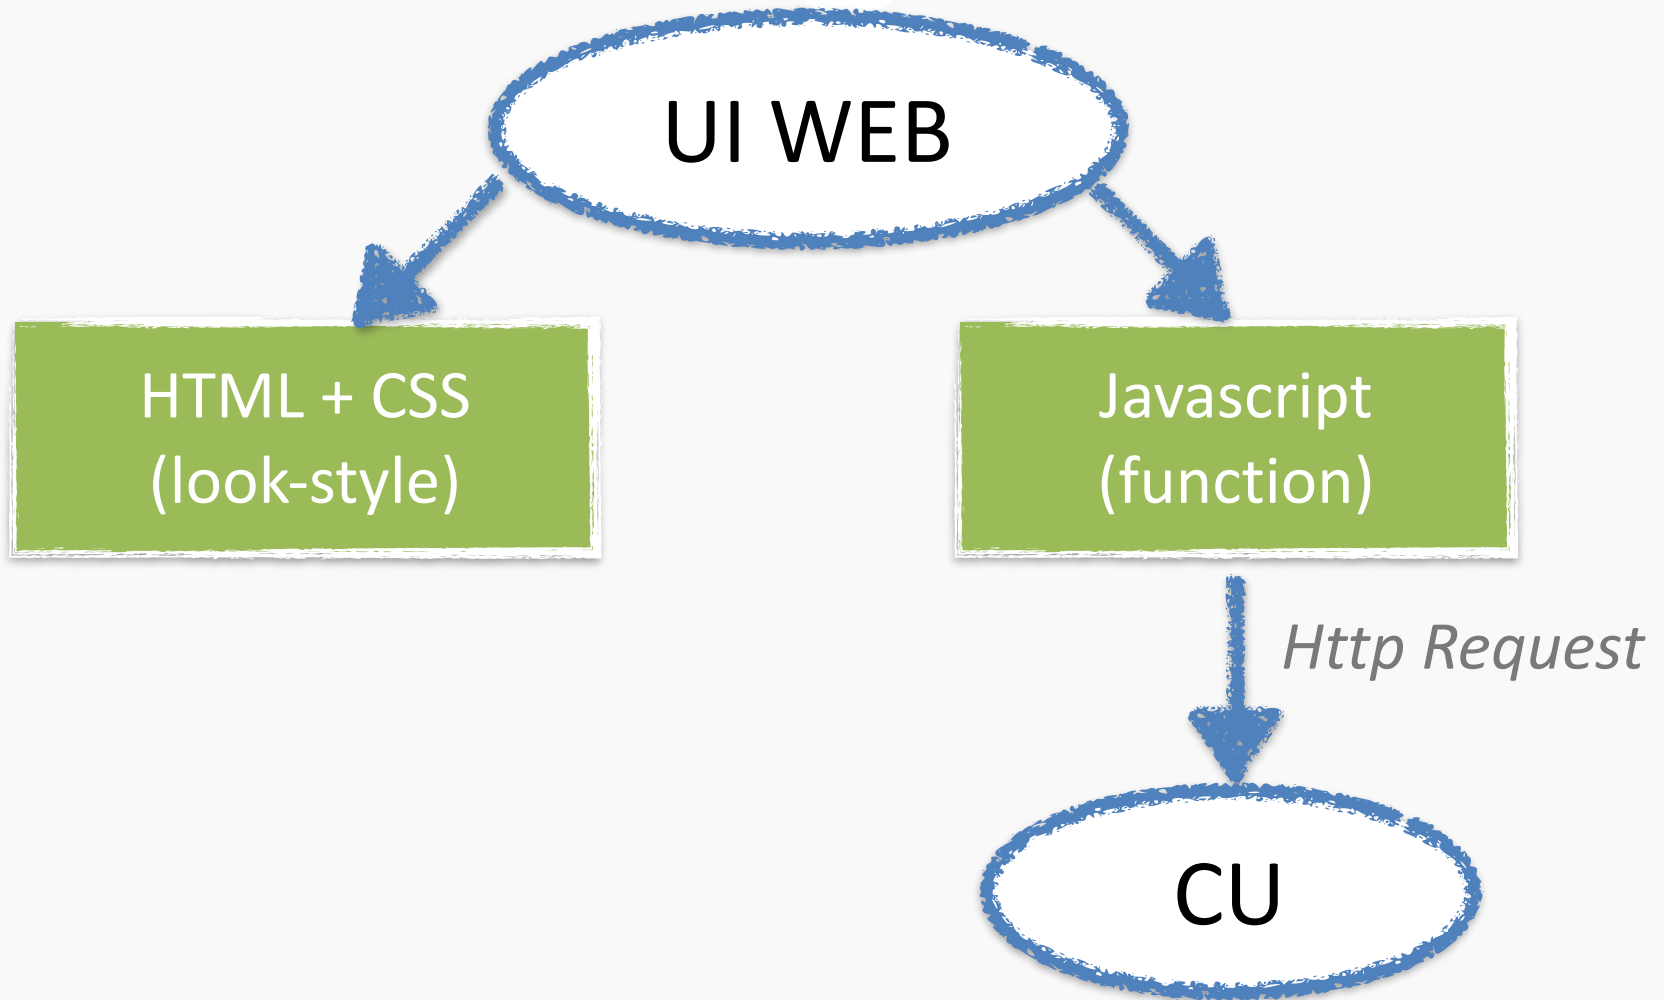 UI WEB
HTML + CSS
(look-style)
Javascript
(function)
Http Request
CU